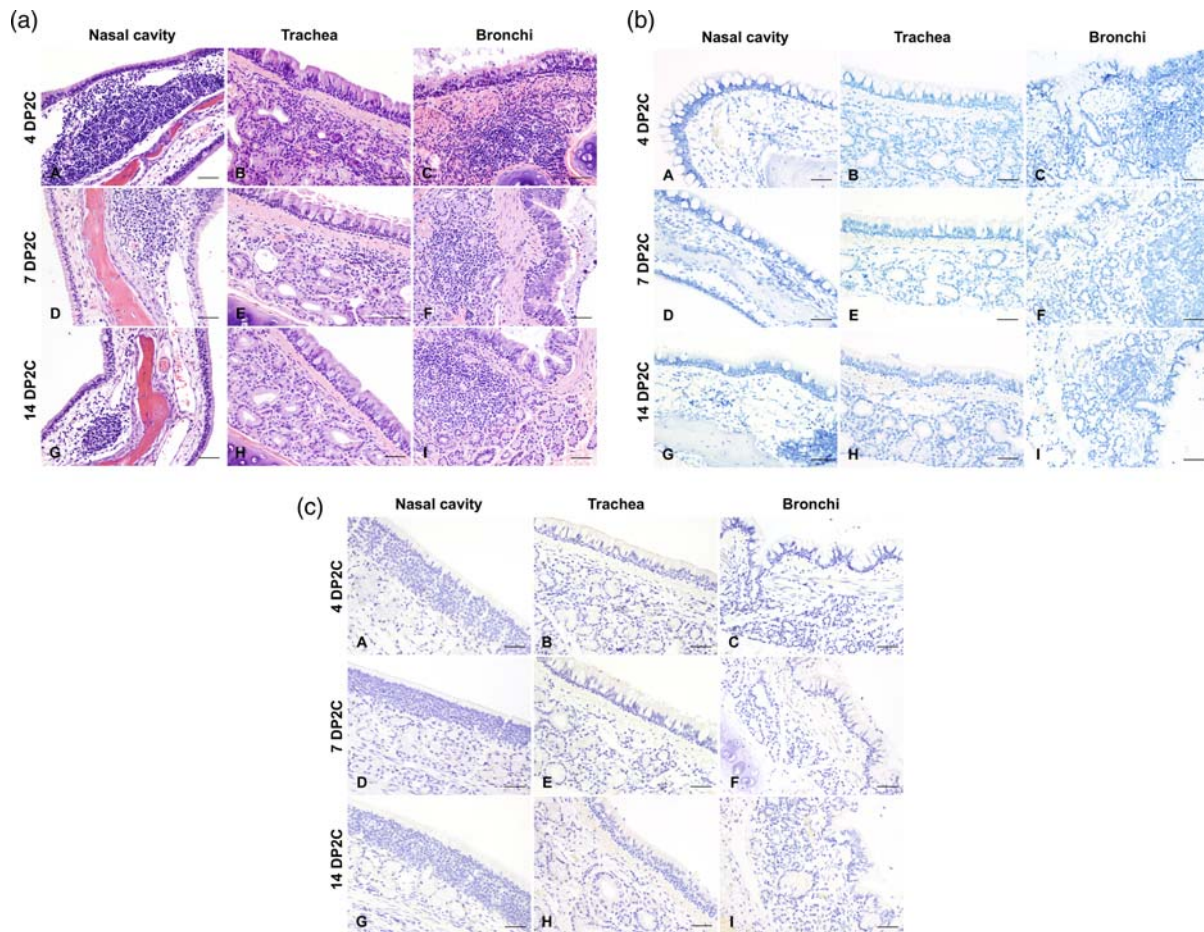 (a)
Nasal cavity Trachea Bronchi
4 DP2C
A B C
7 DP2C
D E F
14 DP2C
G H I
(b)
Nasal cavity Trachea Bronchi
4 DP2C
A B C
7 DP2C
D E F
14 DP2C
G H I
(c)
Nasal cavity Trachea Bronchi
4 DP2C
A B C
7 DP2C
D E F
14 DP2C
G H I